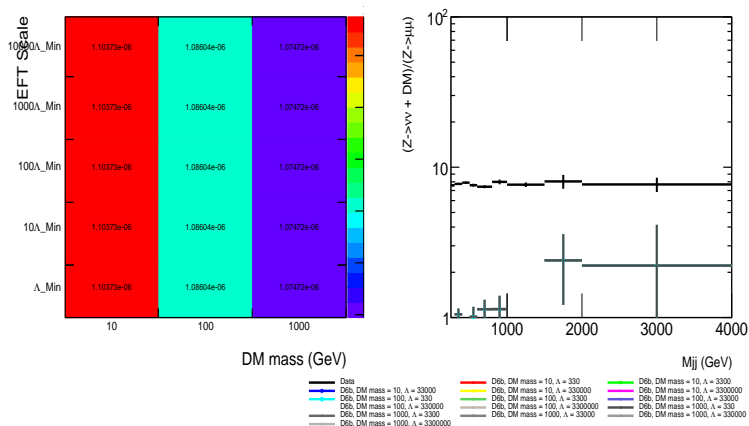 EFT Scale
10000Λ_Min 1.10373e-06 1.08604e-06 1.07472e-06
1000Λ_Min 1.10373e-06 1.08604e-06 1.07472e-06
100Λ_Min 1.10373e-06 1.08604e-06 1.07472e-06
10Λ_Min 1.10373e-06 1.08604e-06 1.07472e-06
Λ_Min 1.10373e-06 1.08604e-06 1.07472e-06
10 100 1000
DM mass (GeV)
(Z->νν + DM)/(Z->μμ)
10²
10
1
1000 2000 3000 4000
Mjj (GeV)
Data
D6b, DM mass = 10, Λ = 330
D6b, DM mass = 10, Λ = 3300
D6b, DM mass = 10, Λ = 33000
D6b, DM mass = 10, Λ = 330000
D6b, DM mass = 10, Λ = 3300000
D6b, DM mass = 100, Λ = 330
D6b, DM mass = 100, Λ = 3300
D6b, DM mass = 100, Λ = 33000
D6b, DM mass = 100, Λ = 330000
D6b, DM mass = 100, Λ = 3300000
D6b, DM mass = 1000, Λ = 330
D6b, DM mass = 1000, Λ = 3300
D6b, DM mass = 1000, Λ = 33000
D6b, DM mass = 1000, Λ = 330000
D6b, DM mass = 1000, Λ = 3300000